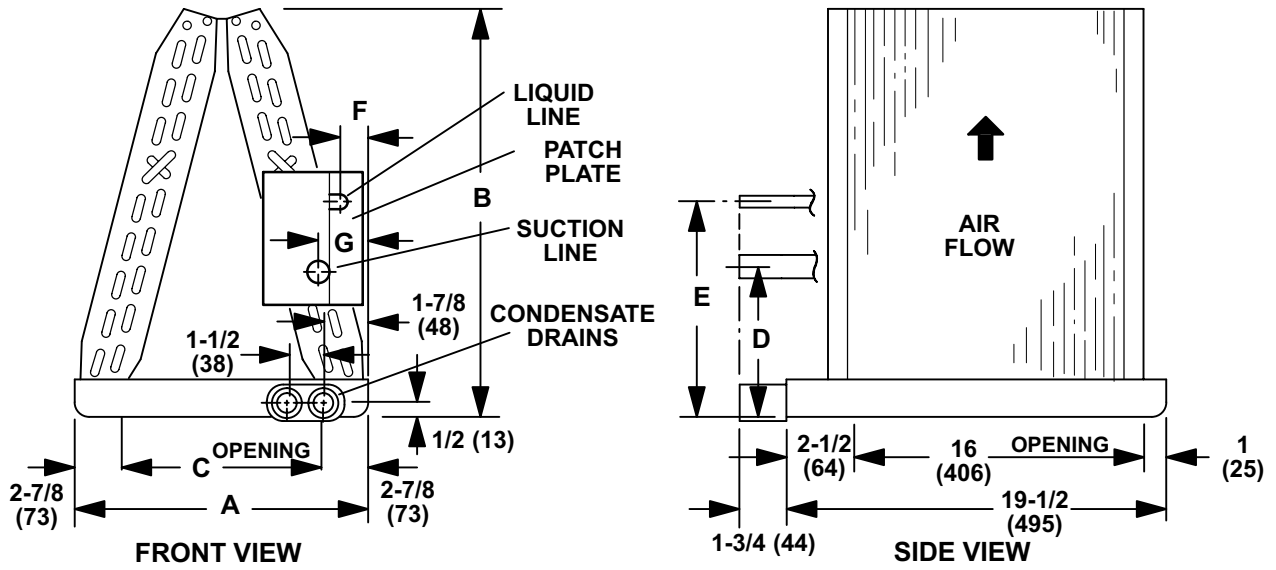 F
LIQUID
LINE
PATCH
PLATE
B
G
SUCTION
LINE
1-7/8
(48)
CONDENSATE
DRAINS
1-1/2
(38)
1/2 (13)
C
OPENING
2-7/8
(73)
A
2-7/8
(73)
FRONT VIEW
AIR
FLOW
E
D
2-1/2
(64)
16
(406)
OPENING
1
(25)
19-1/2
(495)
1-3/4 (44)
SIDE VIEW